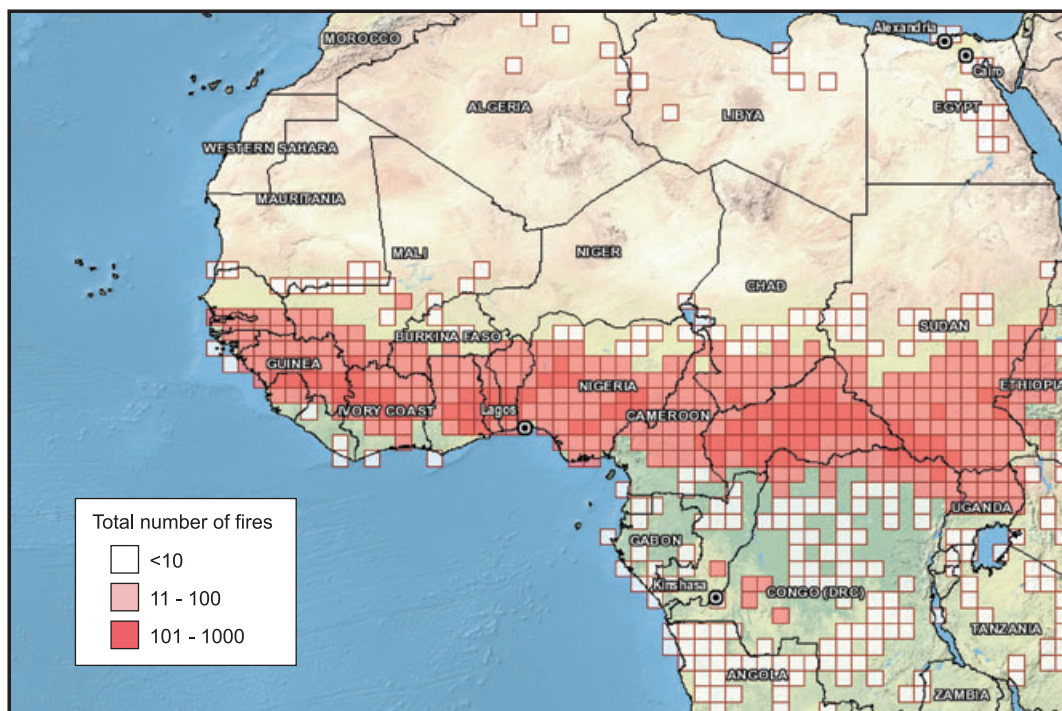 Alexandria
MOROCCO
Cairo
ALGERIA
LIBYA
EGYPT
WESTERN SAHARA
MAURITANIA
MALI
NIGER
CHAD
SUDAN
BURKINA FASO
GUINEA
NIGERIA
ETHIOPIA
IVORY COAST
Lagos
CAMEROON
UGANDA
GABON
Kinshasa
CONGO (DRC)
TANZANIA
ANGOLA
ZAMBIA
Total number of fires
<10
11 - 100
101 - 1000